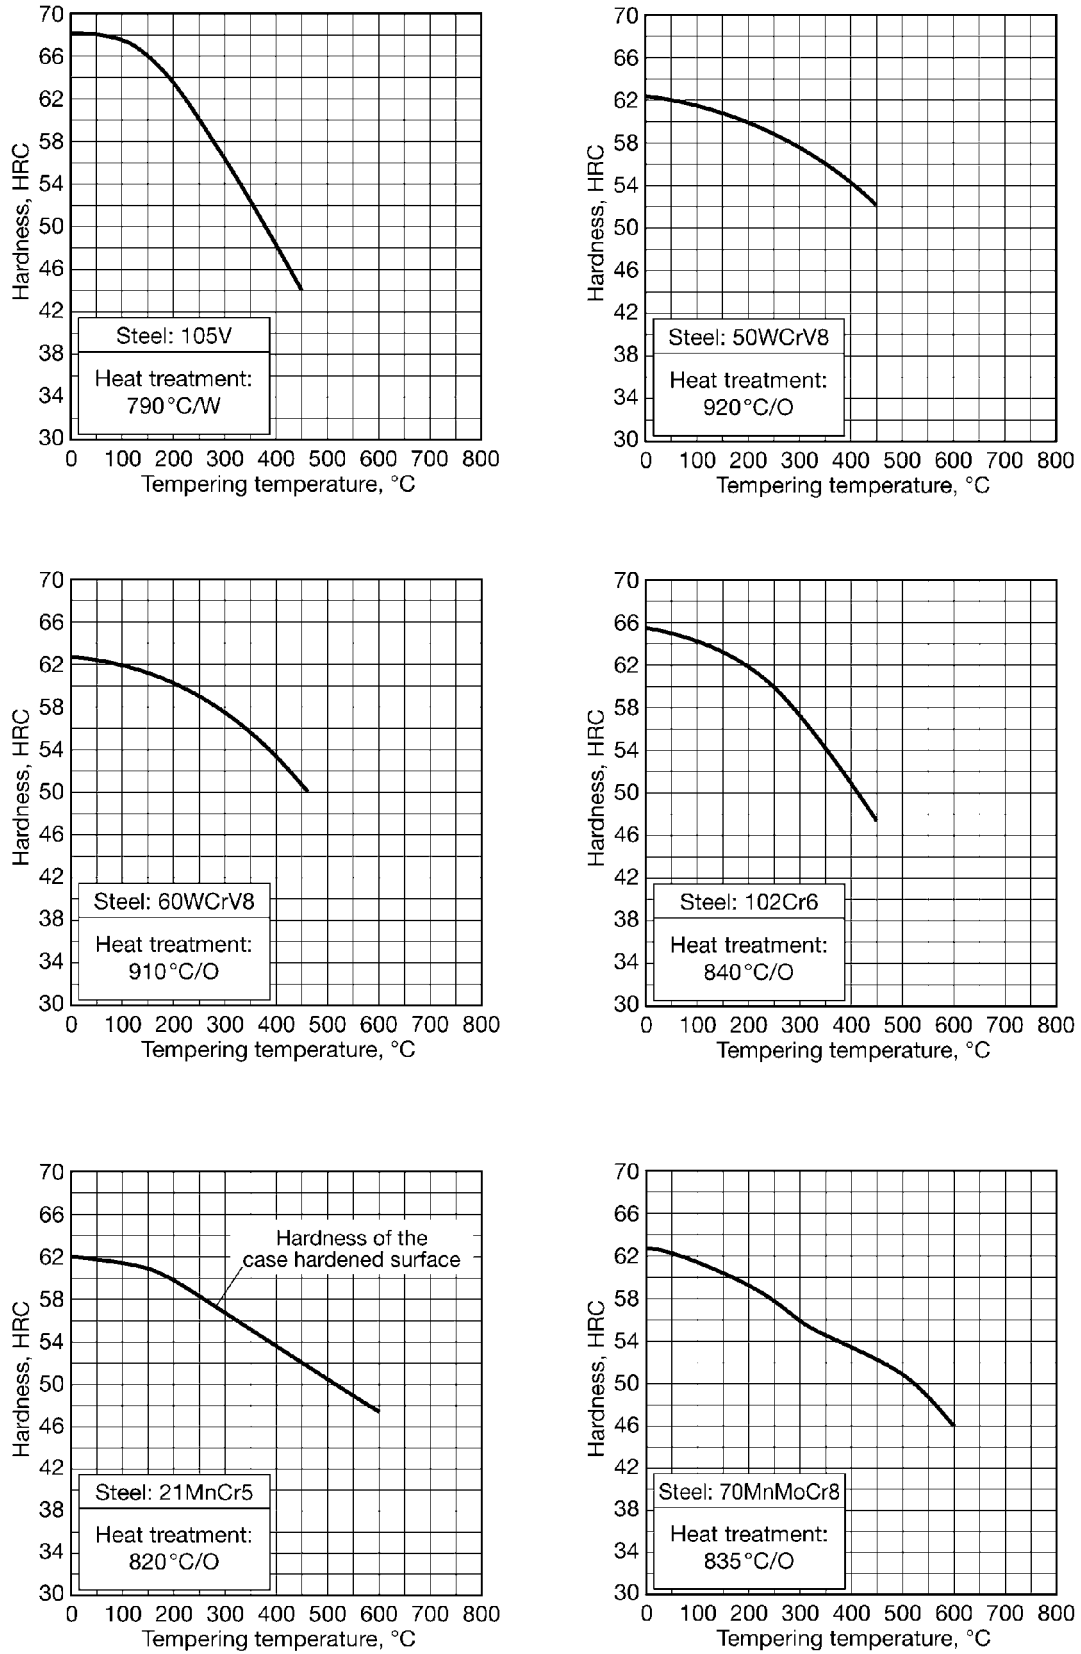 70
66
62
58
54
50
46
42
38
34
30
Hardness, HRC
Steel: 105V
Heat treatment:
790°C/W
0 100 200 300 400 500 600 700 800
Tempering temperature, °C
70
66
62
58
54
50
46
42
38
34
30
Hardness, HRC
Steel: 50WCrV8
Heat treatment:
920°C/O
0 100 200 300 400 500 600 700 800
Tempering temperature, °C
70
66
62
58
54
50
46
42
38
34
30
Hardness, HRC
Steel: 60WCrV8
Heat treatment:
910°C/O
0 100 200 300 400 500 600 700 800
Tempering temperature, °C
70
66
62
58
54
50
46
42
38
34
30
Hardness, HRC
Steel: 102Cr6
Heat treatment:
840°C/O
0 100 200 300 400 500 600 700 800
Tempering temperature, °C
70
66
62
58
54
50
46
42
38
34
30
Hardness, HRC
Hardness of the
case hardened surface
Steel: 21MnCr5
Heat treatment:
820°C/O
0 100 200 300 400 500 600 700 800
Tempering temperature, °C
70
66
62
58
54
50
46
42
38
34
30
Hardness, HRC
Steel: 70MnMoCr8
Heat treatment:
835°C/O
0 100 200 300 400 500 600 700 800
Tempering temperature, °C